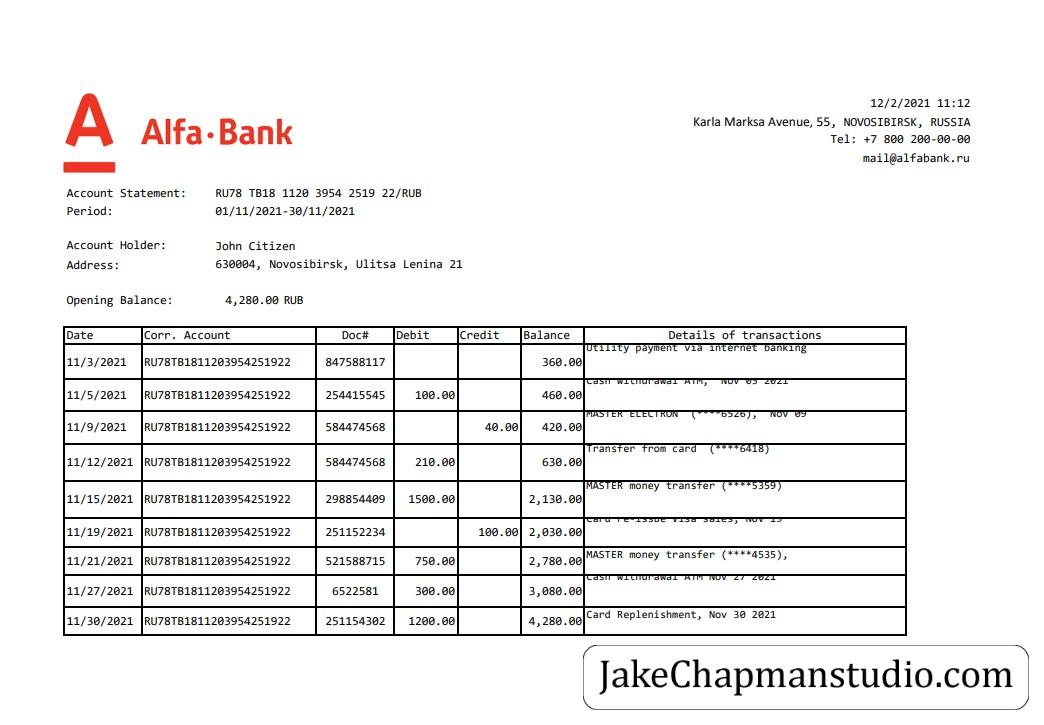 A Alfa·Bank
12/2/2021 11:12
Karla Marksa Avenue, 55, NOVOSIBIRSK, RUSSIA
Tel: +7 800 200-00-00
mail@alfabank.ru
Account Statement: RU78 TB18 1120 3954 2519 22/RUB
Period: 01/11/2021-30/11/2021
Account Holder: John Citizen
Address: 630004, Novosibirsk, Ulitsa Lenina 21
Opening Balance: 4,280.00 RUB
Date Corr. Account Doc# Debit Credit Balance Details of transactions
11/3/2021 RU78TB1811203954251922 847588117 360.00 Utility payment via internet banking
11/5/2021 RU78TB1811203954251922 254415545 100.00 460.00 Cash withdrawal ATM, Nov 05 2021
11/9/2021 RU78TB1811203954251922 584474568 40.00 420.00 MASTER ELECTRON (****6526), Nov 09
11/12/2021 RU78TB1811203954251922 584474568 210.00 630.00 Transfer from card (****6418)
11/15/2021 RU78TB1811203954251922 298854409 1500.00 2,130.00 MASTER money transfer (****5359)
11/19/2021 RU78TB1811203954251922 251152234 100.00 2,030.00 Card re-issue Visa sales, Nov 19
11/21/2021 RU78TB1811203954251922 521588715 750.00 2,780.00 MASTER money transfer (****4535),
11/27/2021 RU78TB1811203954251922 6522581 300.00 3,080.00 Cash withdrawal ATM Nov 27 2021
11/30/2021 RU78TB1811203954251922 251154302 1200.00 4,280.00 Card Replenishment, Nov 30 2021
JakeChapmanstudio.com